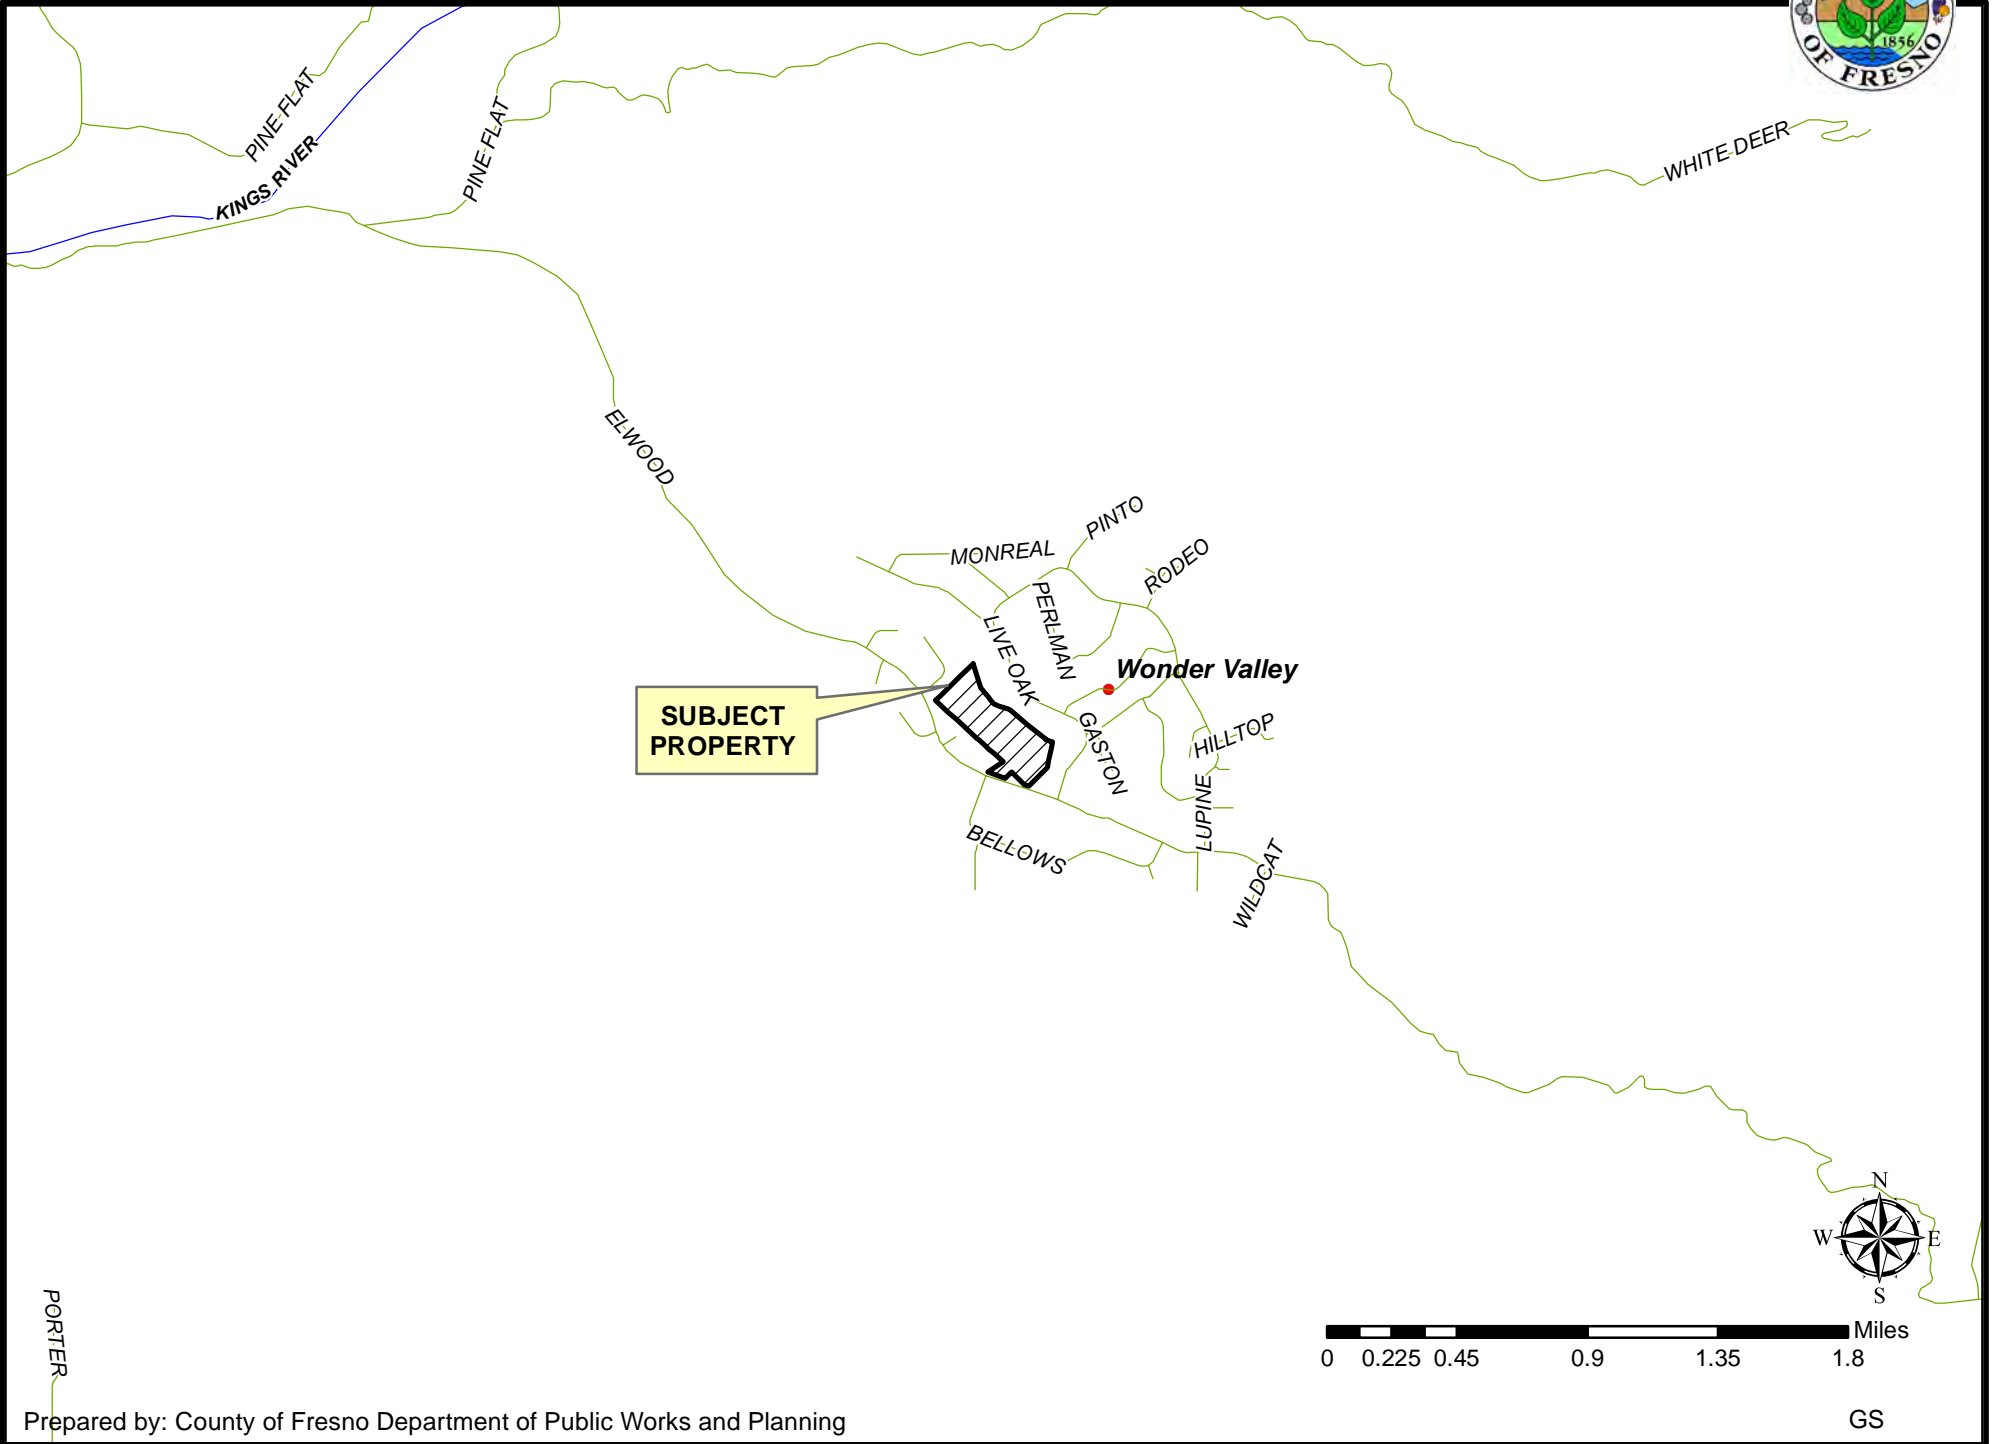 1856
OF FRESNO
PINE FLAT
PINE FLAT
KINGS RIVER
WHITE DEER
ELWOOD
PINTO
MONREAL
RODEO
PERLMAN
LIVE OAK
Wonder Valley
SUBJECT
PROPERTY
GASTON
HILLTOP
LUPINE
BELLOWS
WILDCAT
N
W
E
S
PORTER
Miles
0 0.225 0.45 0.9 1.35 1.8
Prepared by: County of Fresno Department of Public Works and Planning
GS